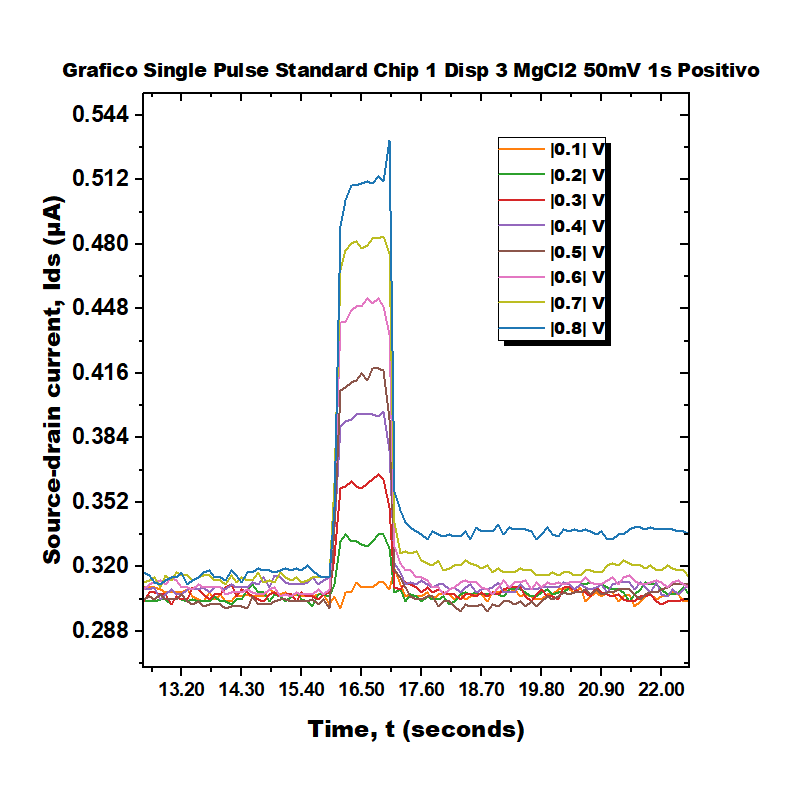 Grafico Single Pulse Standard Chip 1 Disp 3 MgCl2 50mV 1s Positivo
0.544
0.512
0.480
0.448
0.416
0.384
0.352
0.320
0.288
Source-drain current, Ids (µA)
|0.1| V
|0.2| V
|0.3| V
|0.4| V
|0.5| V
|0.6| V
|0.7| V
|0.8| V
13.20 14.30 15.40 16.50 17.60 18.70 19.80 20.90 22.00
Time, t (seconds)